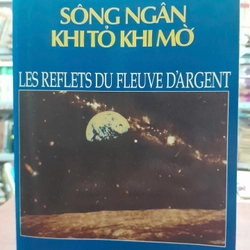 SÔNG NGÂN
KHI TỎ KHI MỜ
LES REFLETS DU FLEUVE D'ARGENT